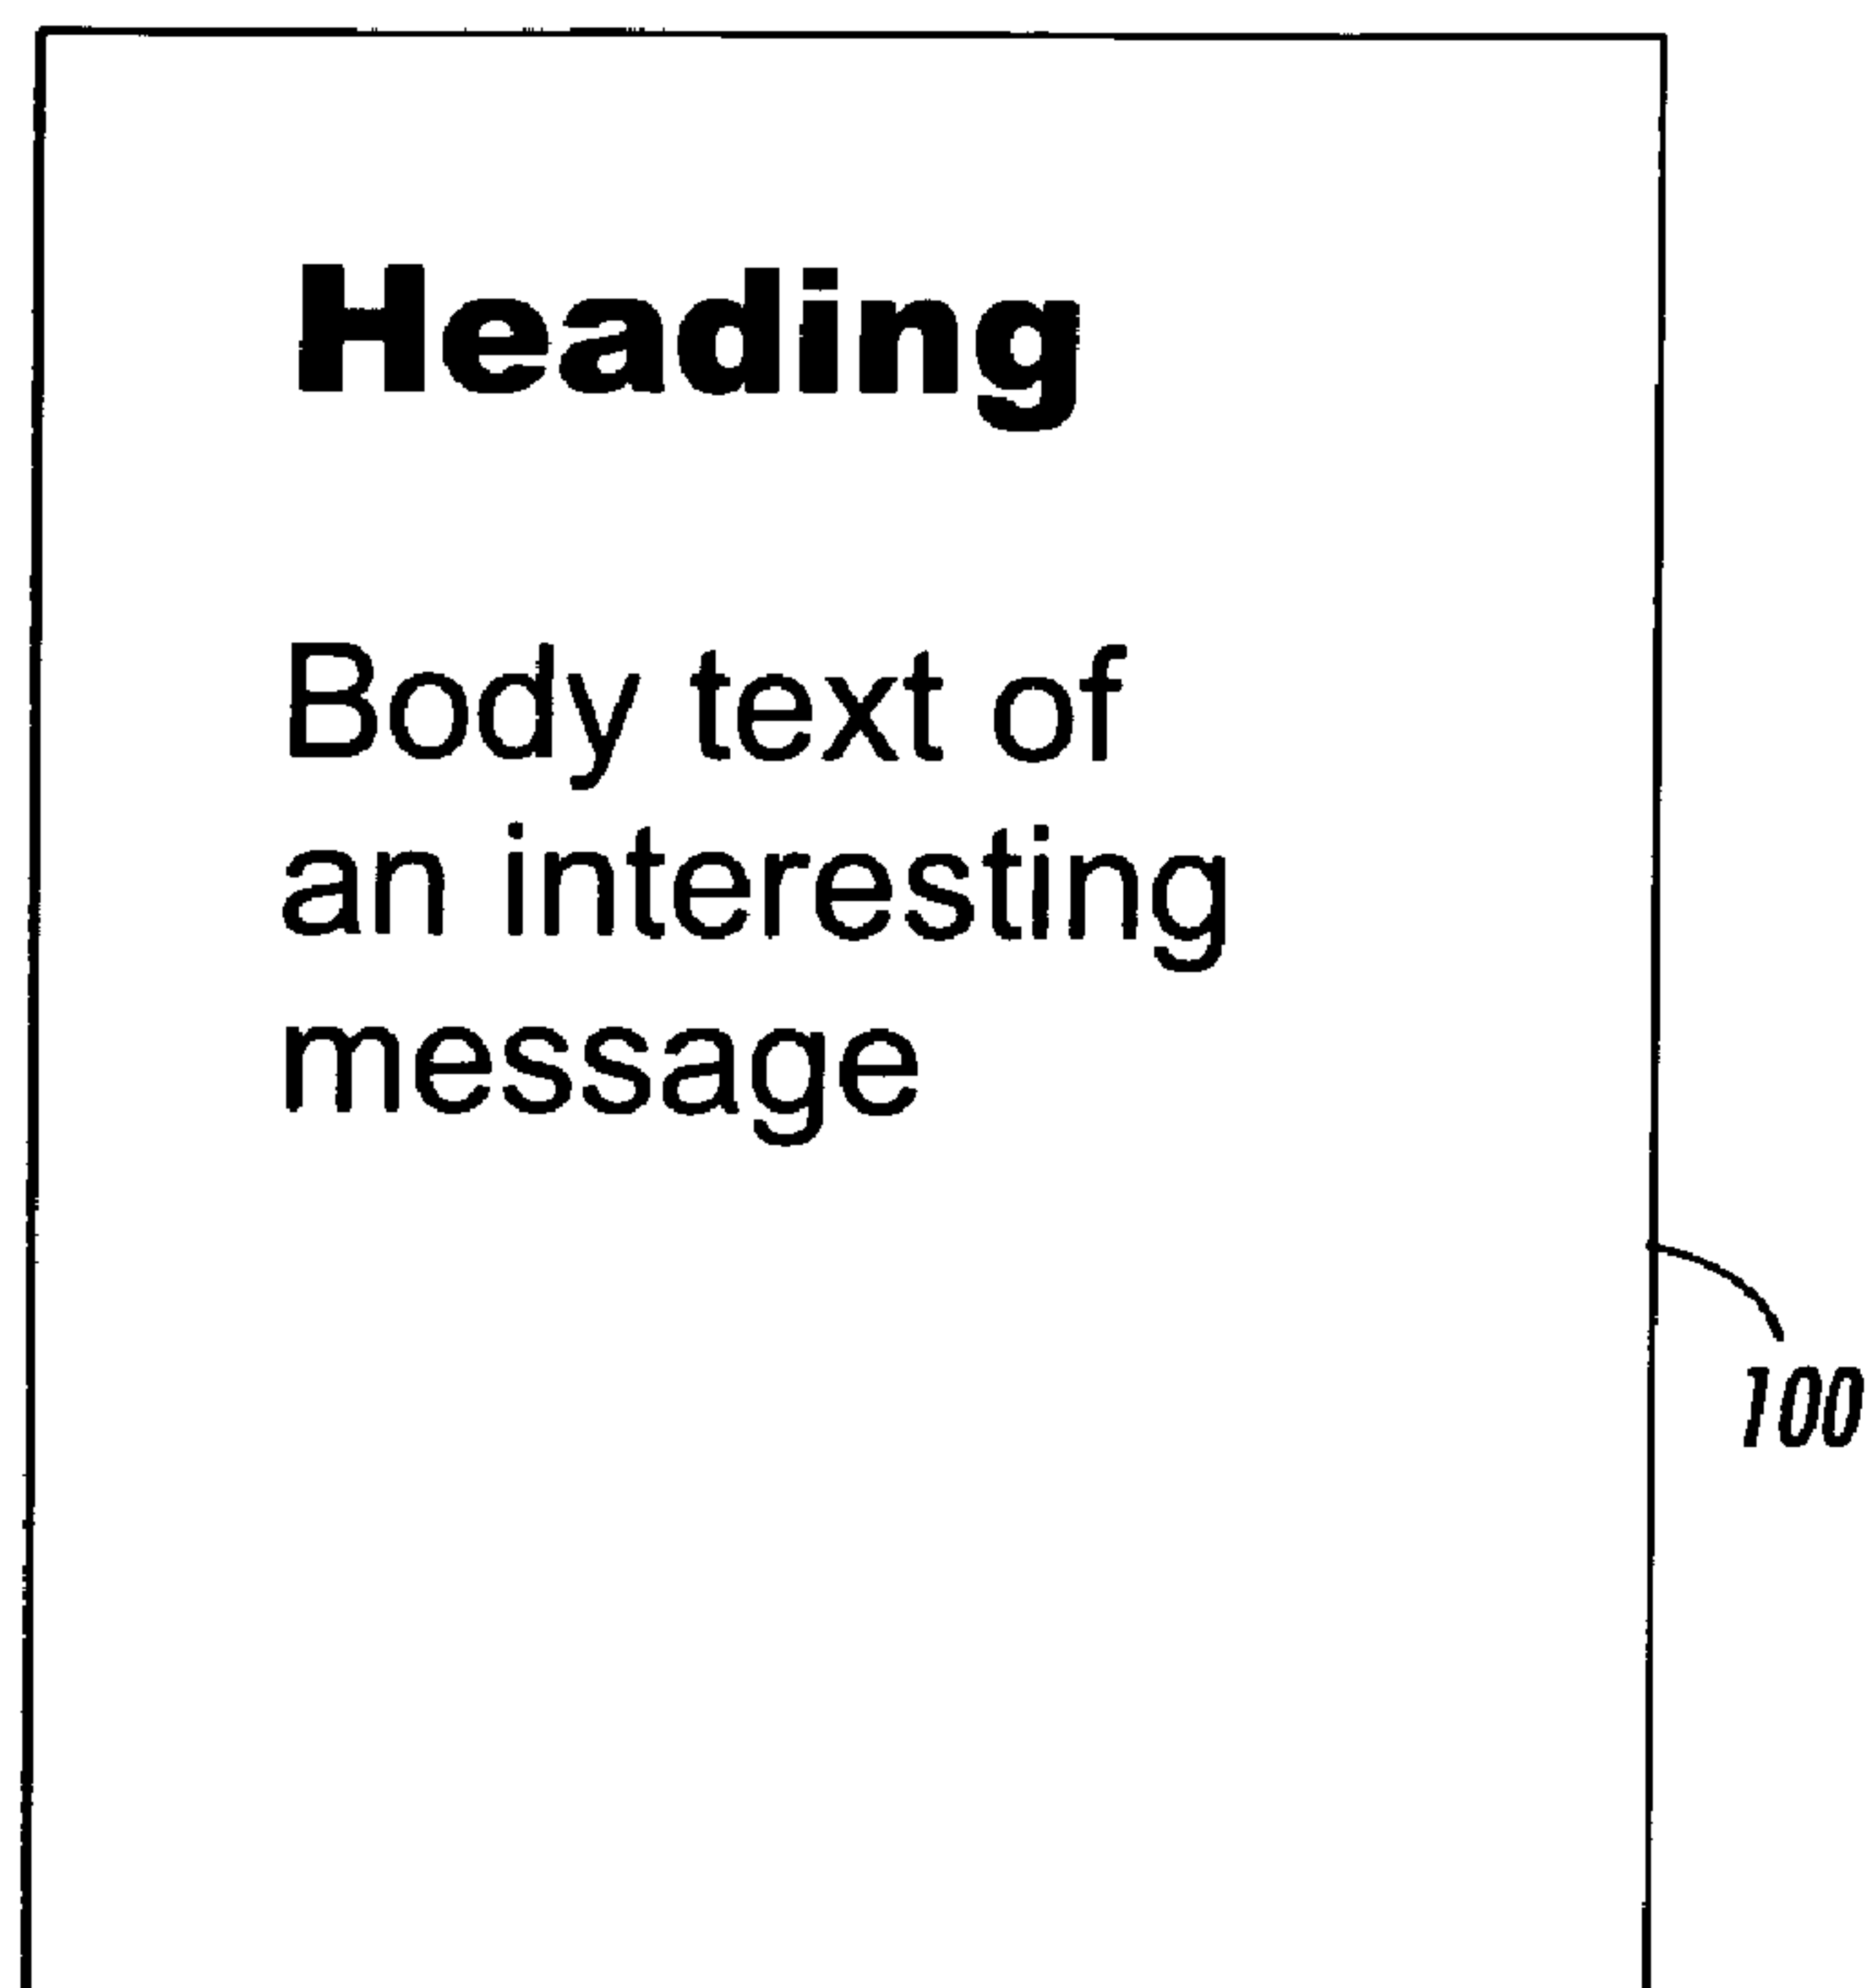 Heading
Body text of
an interesting
message
100